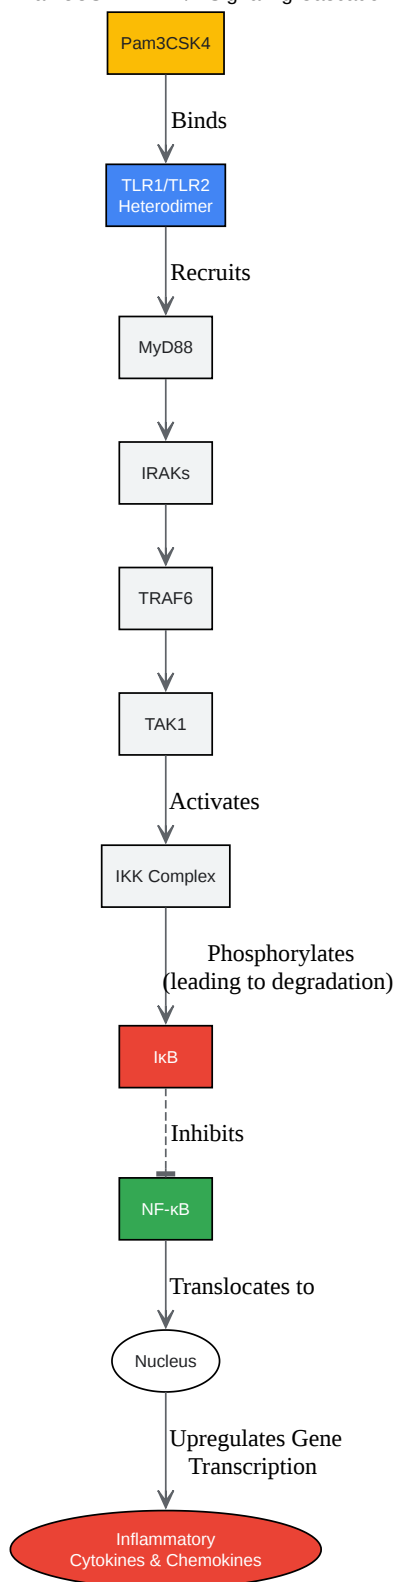 Pam3CSK4
Binds
TLR1/TLR2
Heterodimer
Recruits
MyD88
IRAKs
TRAF6
TAK1
Activates
IKK Complex
Phosphorylates
(leading to degradation)
IκB
Inhibits
NF-κB
Translocates to
Nucleus
Upregulates Gene
Transcription
Inflammatory
Cytokines & Chemokines